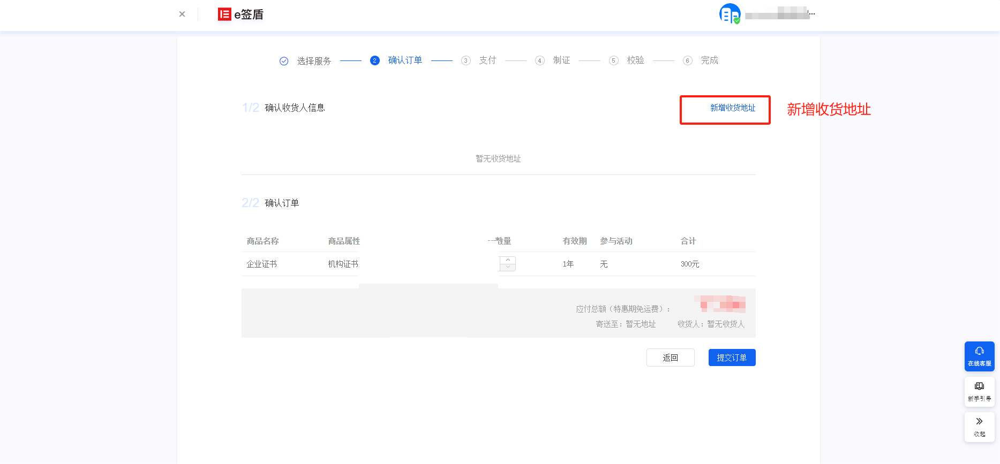 e签盾
选择服务 2 确认订单 3 支付 4 制证 5 校验 6 完成
1/2 确认收货人信息 新增收货地址 新增收货地址
暂无收货地址
2/2 确认订单
商品名称 商品属性 数量 有效期 参与活动 合计
企业证书 机构证书 1年 无 300元
应付总额（特惠期免运费）：
寄送至：暂无地址 收货人：暂无收货人
返回 提交订单
在线客服
新手引导
收起